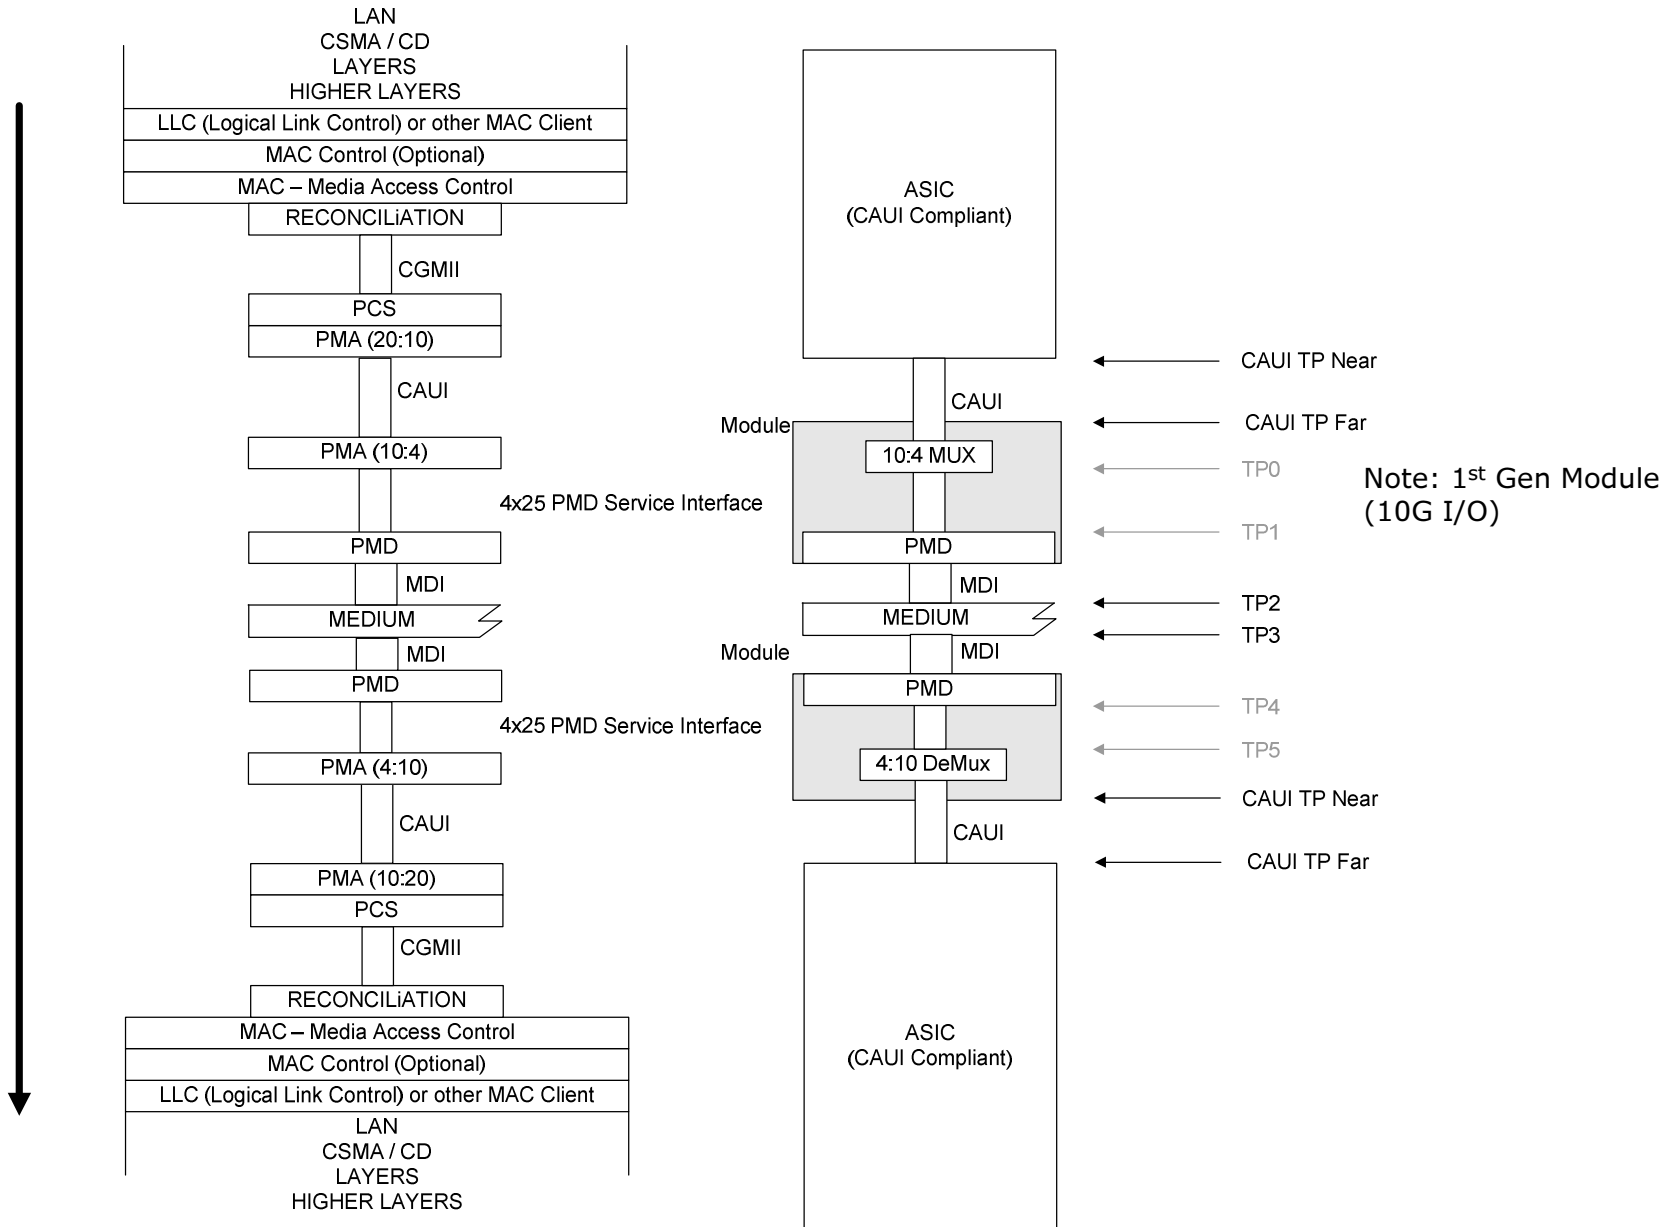 LAN
CSMA / CD
LAYERS
HIGHER LAYERS
LLC (Logical Link Control) or other MAC Client
MAC Control (Optional)
MAC – Media Access Control
RECONCILiATION
CGMII
PCS
PMA (20:10)
CAUI
PMA (10:4)
4x25 PMD Service Interface
PMD
MDI
MEDIUM
MDI
PMD
4x25 PMD Service Interface
PMA (4:10)
CAUI
PMA (10:20)
PCS
CGMII
RECONCILiATION
MAC – Media Access Control
MAC Control (Optional)
LLC (Logical Link Control) or other MAC Client
LAN
CSMA / CD
LAYERS
HIGHER LAYERS
ASIC
(CAUI Compliant)
CAUI
Module
10:4 MUX
PMD
MDI
MEDIUM
Module
MDI
PMD
4:10 DeMux
CAUI
ASIC
(CAUI Compliant)
CAUI TP Near
CAUI TP Far
TP0
TP1
TP2
TP3
TP4
TP5
CAUI TP Near
CAUI TP Far
Note: 1st Gen Module
(10G I/O)